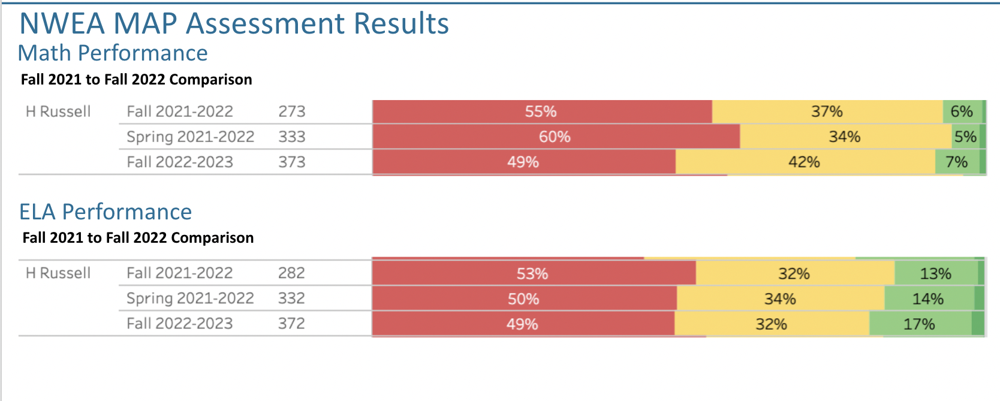 NWEA MAP Assessment Results
Math Performance
Fall 2021 to Fall 2022 Comparison
H Russell Fall 2021-2022 273 55% 37% 6%
Spring 2021-2022 333 60% 34% 5%
Fall 2022-2023 373 49% 42% 7%
ELA Performance
Fall 2021 to Fall 2022 Comparison
H Russell Fall 2021-2022 282 53% 32% 13%
Spring 2021-2022 332 50% 34% 14%
Fall 2022-2023 372 49% 32% 17%